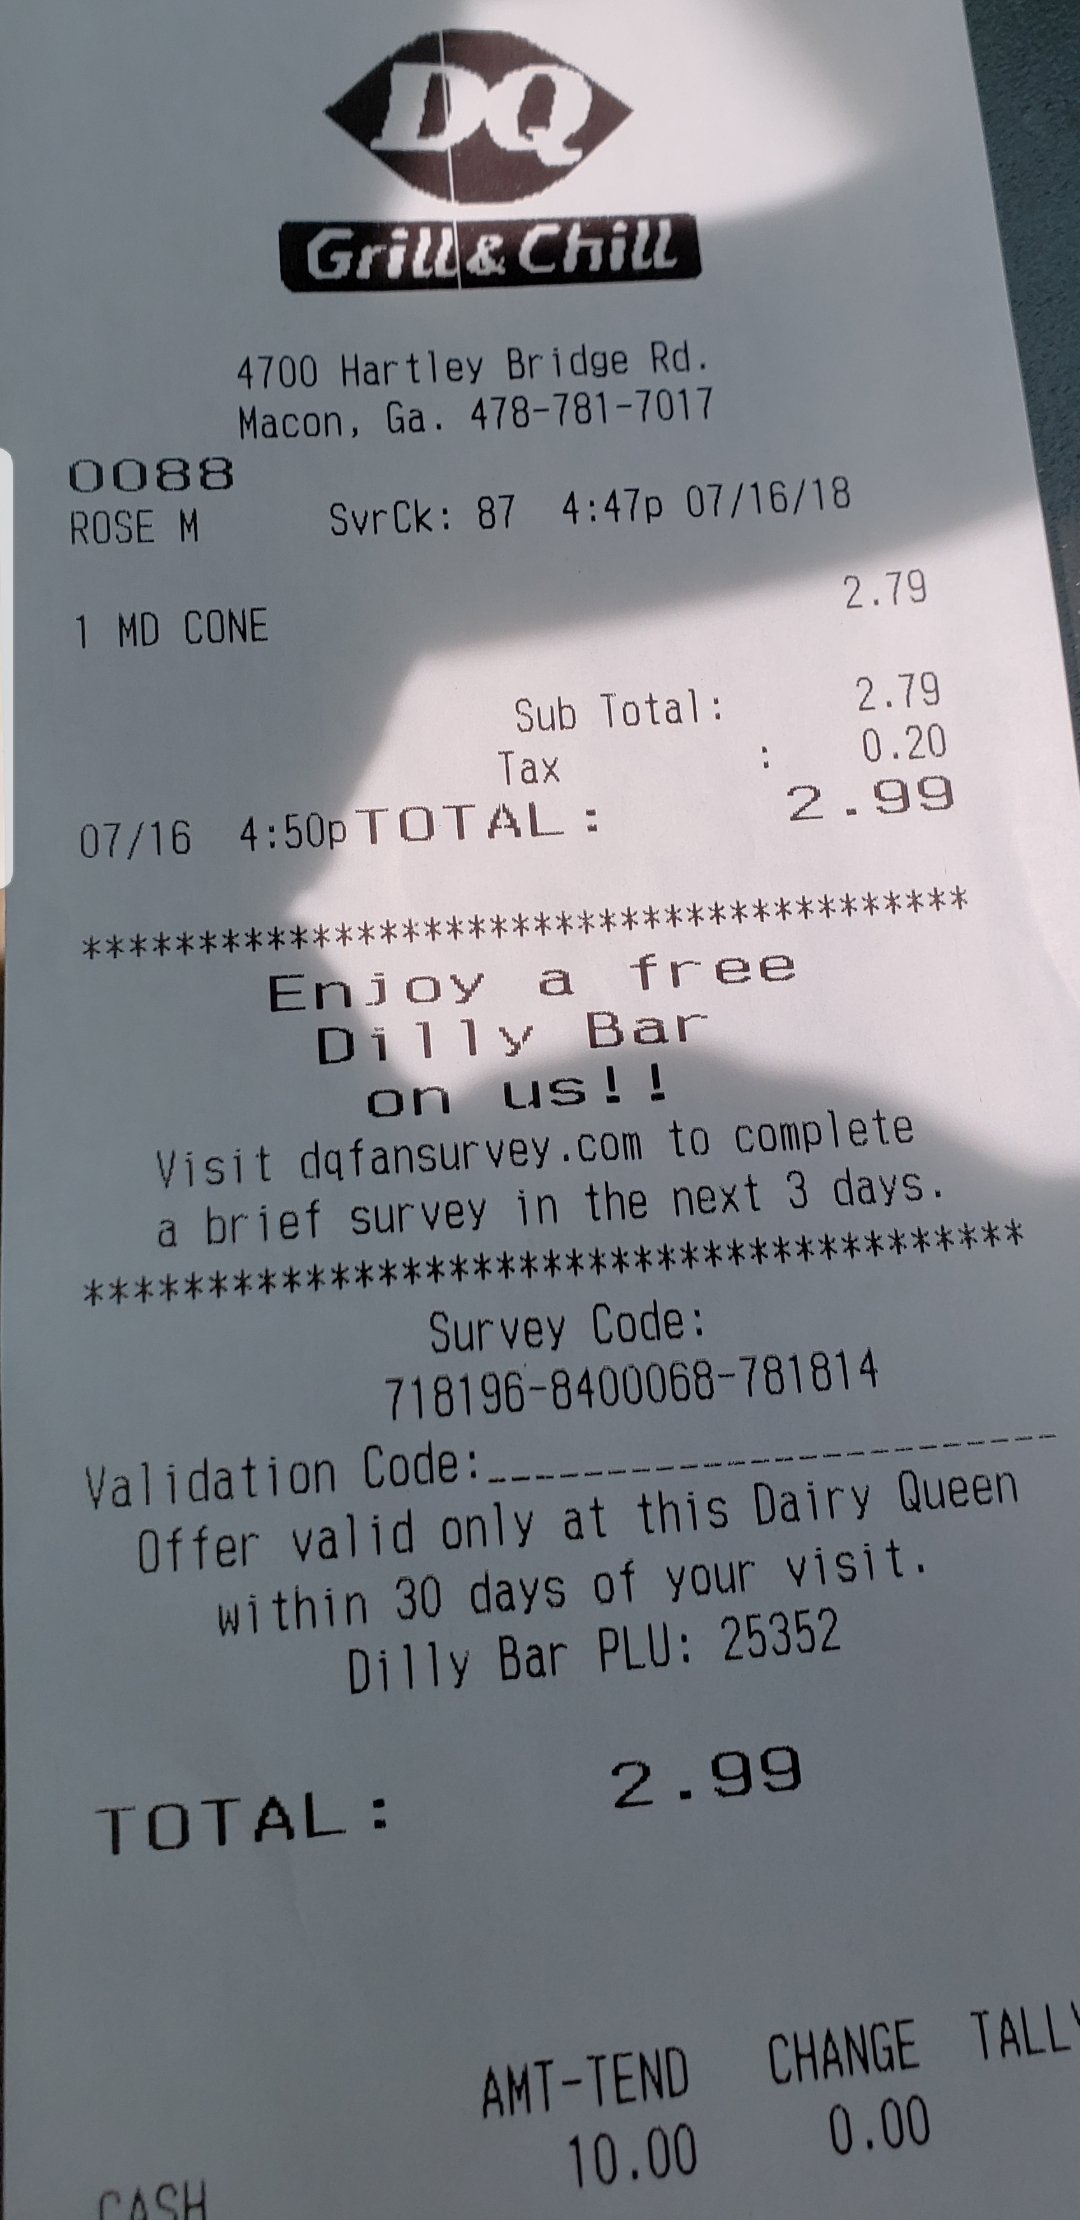 DQ
Grill & Chill
4700 Hartley Bridge Rd.
Macon, Ga. 478-781-7017
0088
ROSE M SvrCk: 87 4:47p 07/16/18
1 MD CONE 2.79
Sub Total: 2.79
Tax : 0.20
07/16 4:50pTOTAL: 2.99
****************************************
Enjoy a free
Dilly Bar
on us!!
Visit dqfansurvey.com to complete
a brief survey in the next 3 days.
****************************************
Survey Code:
718196-8400068-781814
Validation Code:________________________
Offer valid only at this Dairy Queen
within 30 days of your visit.
Dilly Bar PLU: 25352
TOTAL: 2.99
AMT-TEND CHANGE TALLY
10.00 0.00
CASH